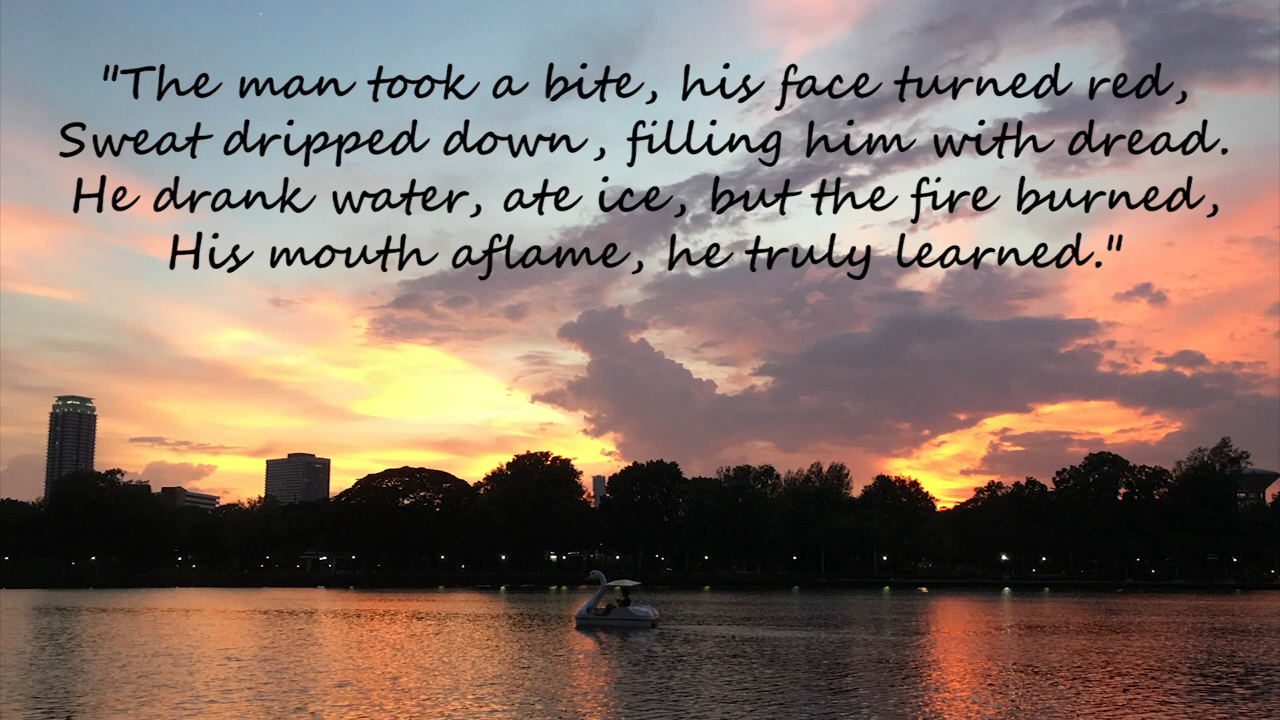 "The man took a bite, his face turned red,
Sweat dripped down, filling him with dread.
He drank water, ate ice, but the fire burned,
His mouth aflame, he truly learned."